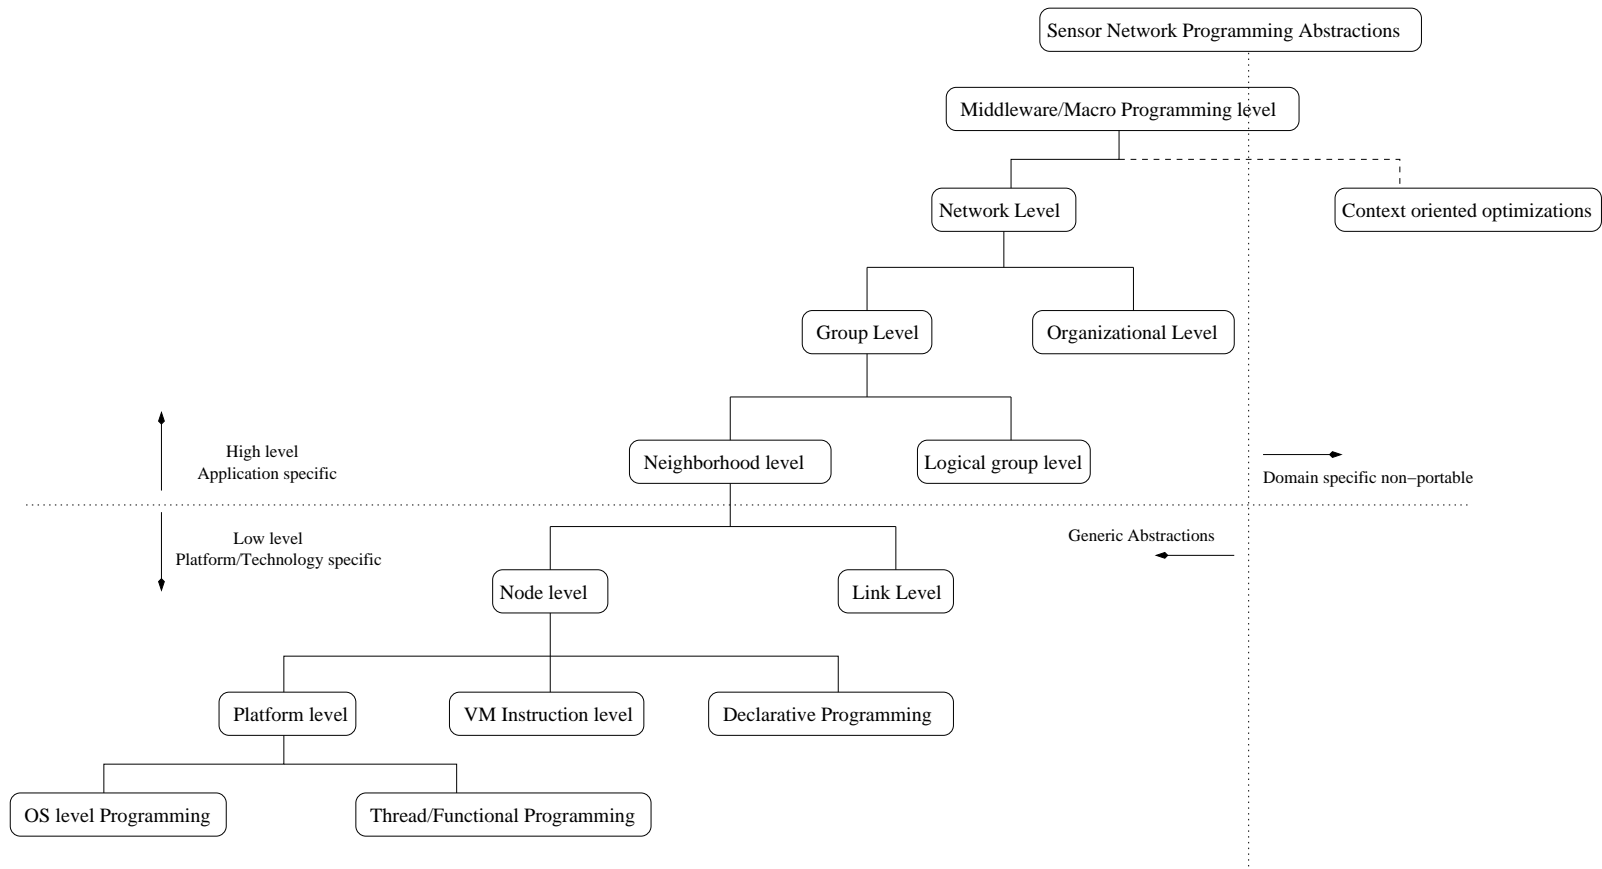 Sensor Network Programming Abstractions
Middleware/Macro Programming level
Network Level
Context oriented optimizations
Group Level
Organizational Level
High level
Application specific
Neighborhood level
Logical group level
Domain specific non−portable
Low level
Platform/Technology specific
Generic Abstractions
Node level
Link Level
Platform level
VM Instruction level
Declarative Programming
OS level Programming
Thread/Functional Programming